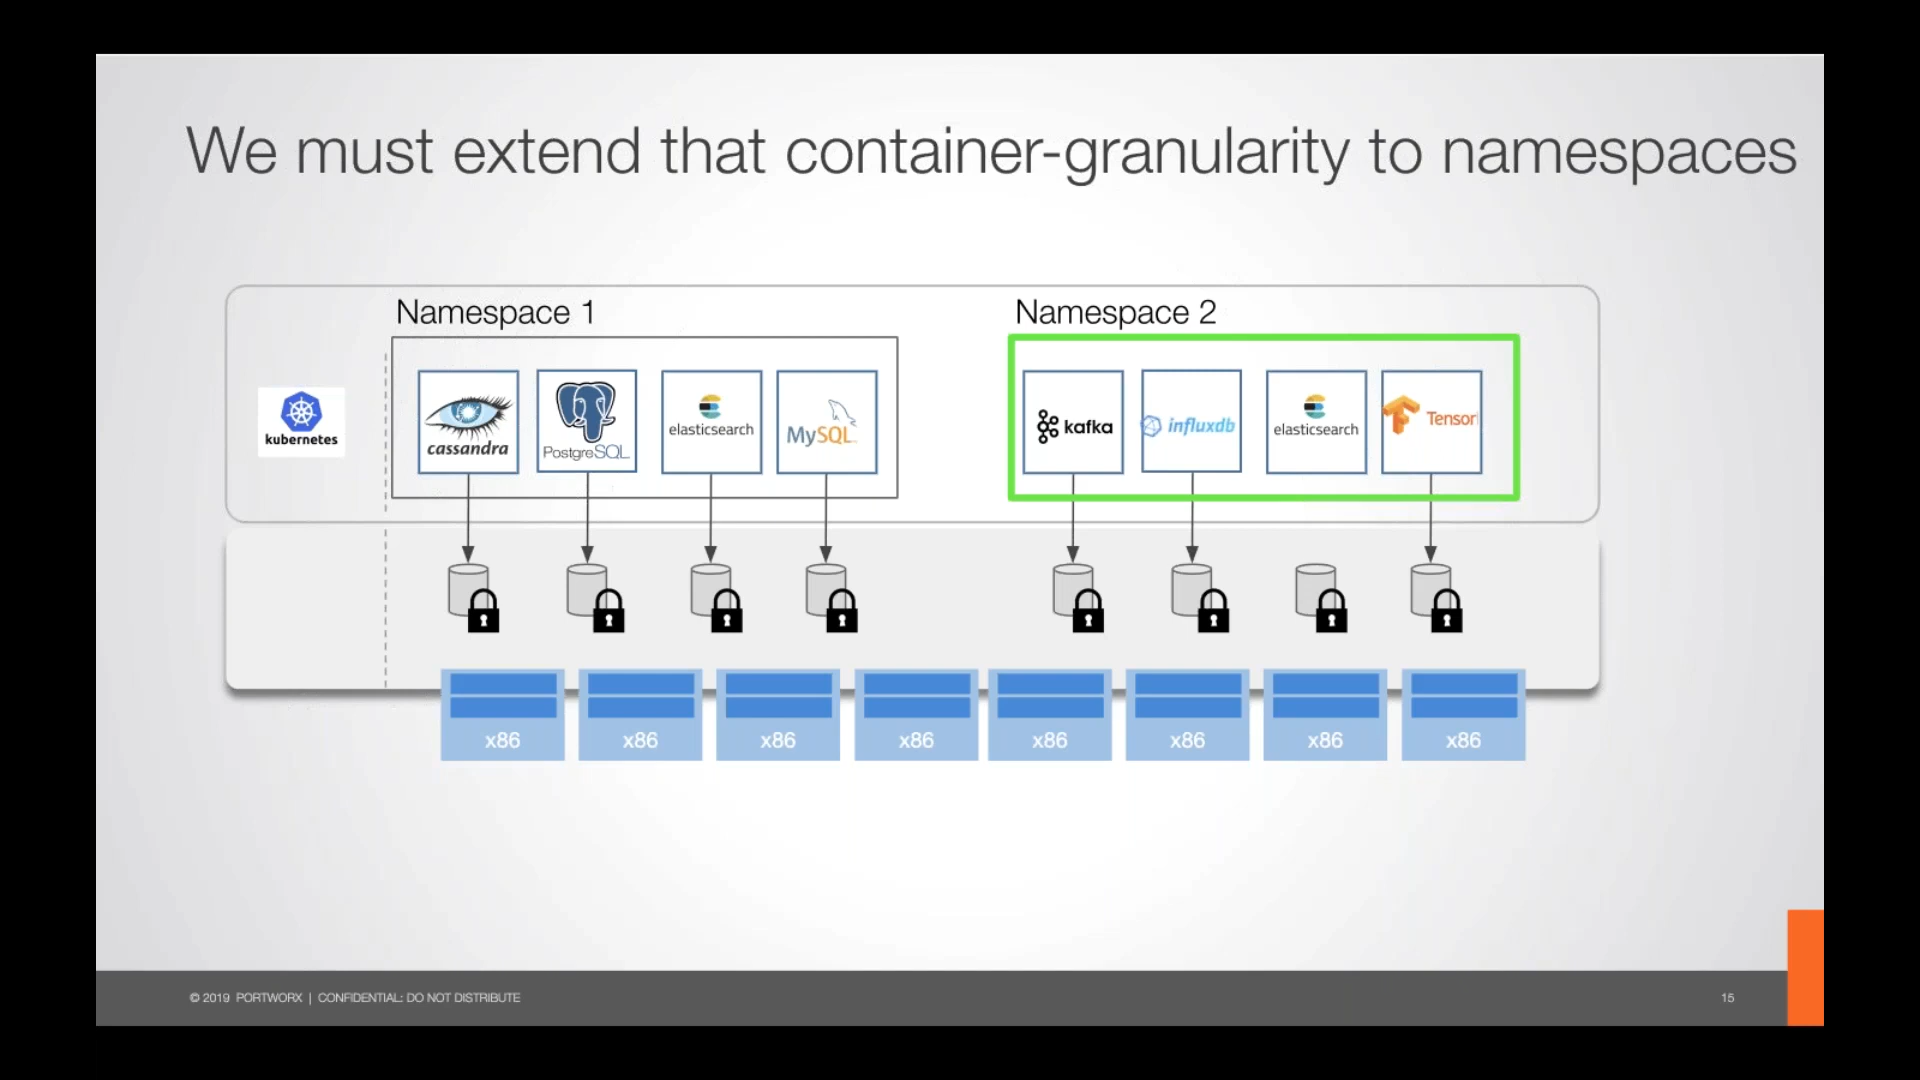 We must extend that container-granularity to namespaces
Namespace 1
Namespace 2
kubernetes
cassandra
PostgreSQL
elasticsearch
MySQL
kafka
influxdb
elasticsearch
Tensor
x86
x86
x86
x86
x86
x86
x86
x86
© 2019 PORTWORX | CONFIDENTIAL: DO NOT DISTRIBUTE
15